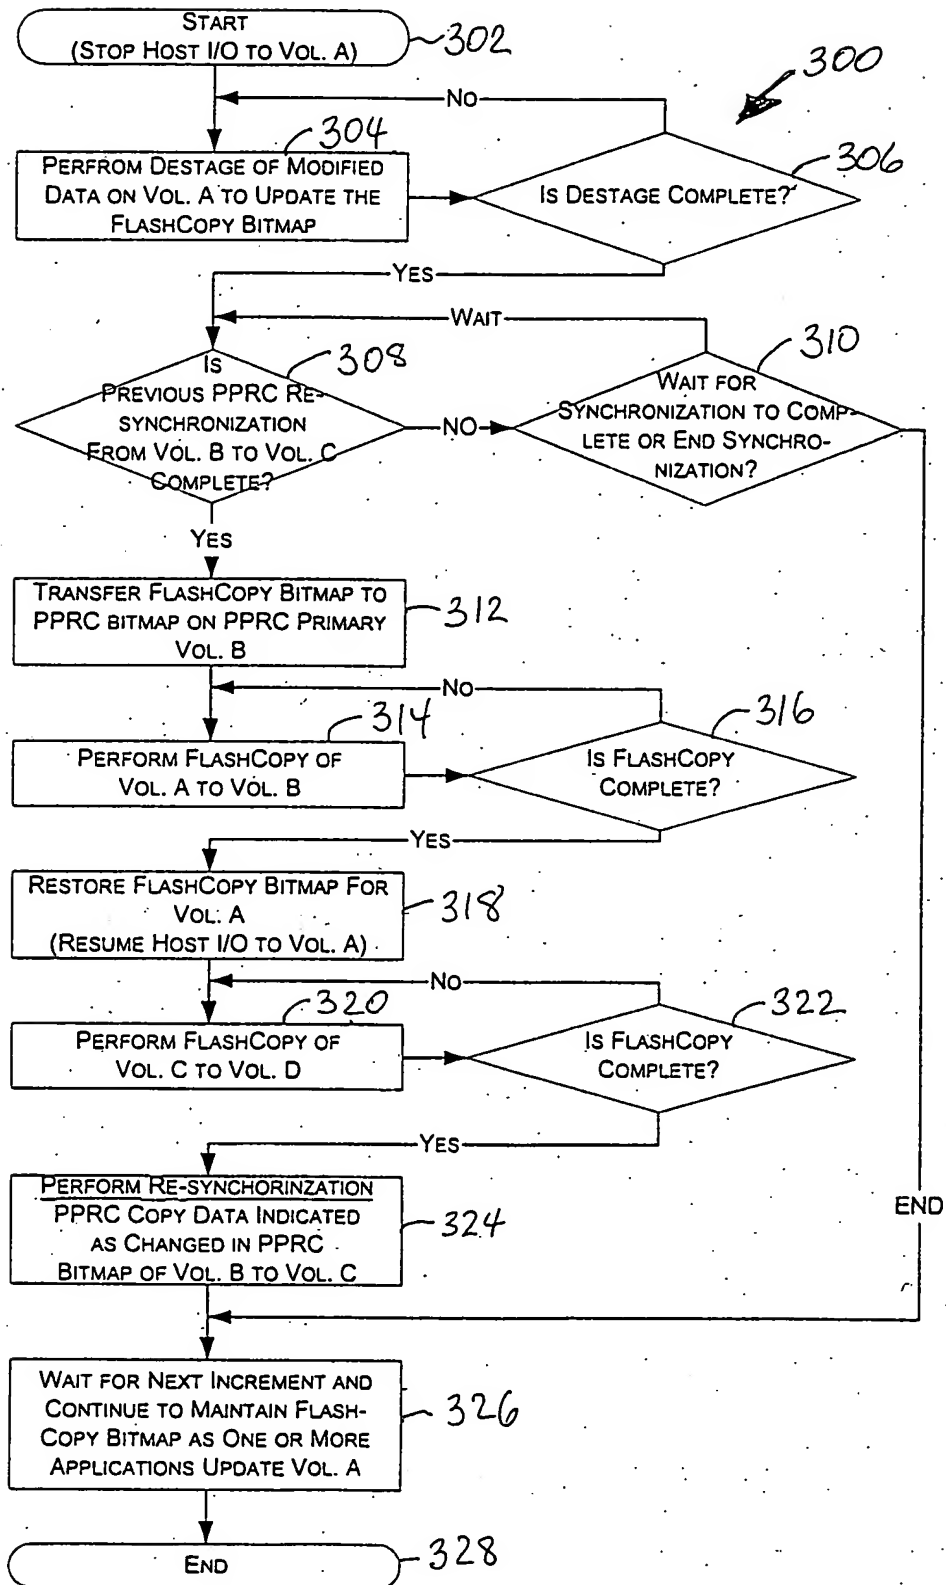 START
(STOP HOST I/O TO VOL. A)
302
300
NO
304
PERFROM DESTAGE OF MODIFIED
DATA ON VOL. A TO UPDATE THE
FLASHCOPY BITMAP
306
IS DESTAGE COMPLETE?
YES
WAIT
308
IS
PREVIOUS PPRC RE-
SYNCHRONIZATION
FROM VOL. B TO VOL. C
COMPLETE?
NO
310
WAIT FOR
SYNCHRONIZATION TO COMP-
LETE OR END SYNCHRO-
NIZATION?
YES
TRANSFER FLASHCOPY BITMAP TO
PPRC BITMAP ON PPRC PRIMARY
VOL. B
312
NO
314
PERFORM FLASHCOPY OF
VOL. A TO VOL. B
316
IS FLASHCOPY
COMPLETE?
YES
RESTORE FLASHCOPY BITMAP FOR
VOL. A
(RESUME HOST I/O TO VOL. A)
318
NO
320
PERFORM FLASHCOPY OF
VOL. C TO VOL. D
322
IS FLASHCOPY
COMPLETE?
YES
PERFORM RE-SYNCHORINZATION
PPRC COPY DATA INDICATED
AS CHANGED IN PPRC
BITMAP OF VOL. B TO VOL. C
324
END
WAIT FOR NEXT INCREMENT AND
CONTINUE TO MAINTAIN FLASH-
COPY BITMAP AS ONE OR MORE
APPLICATIONS UPDATE VOL. A
326
END
328